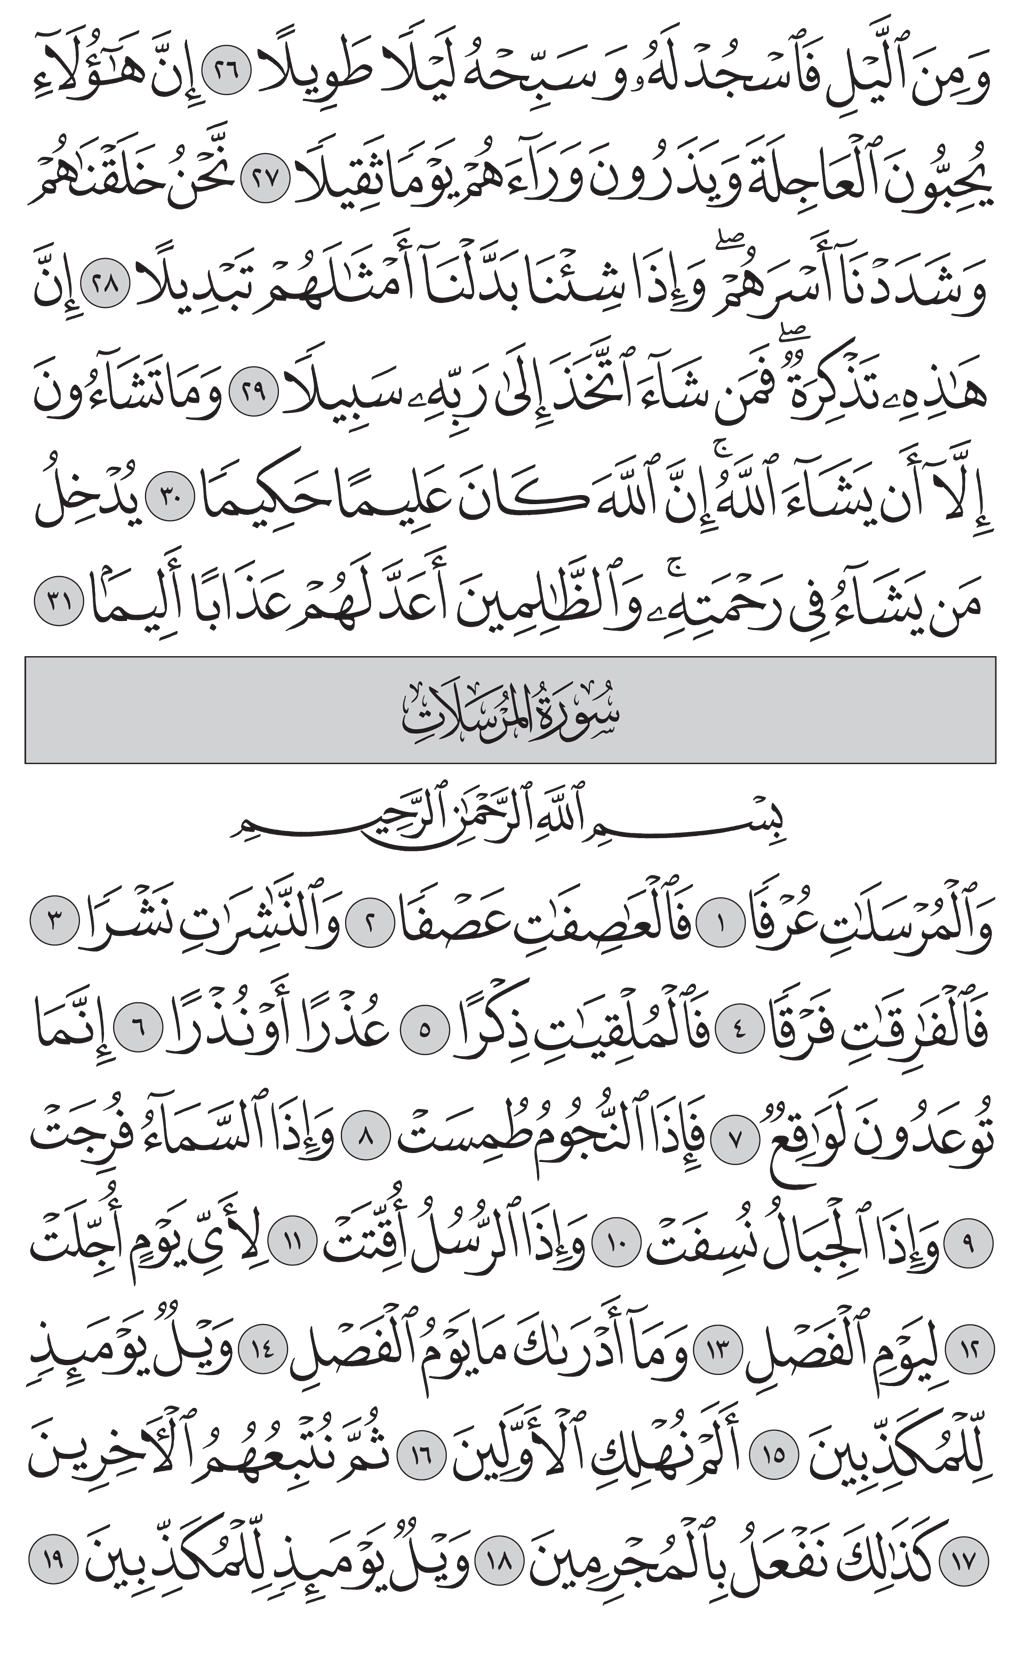 وَمِنَ ٱلَّيۡلِ فَٱسۡجُدۡ لَهُۥ وَسَبِّحۡهُ لَيۡلٗا طَوِيلًا ٢٦ إِنَّ هَٰٓؤُلَآءِ
يُحِبُّونَ ٱلۡعَاجِلَةَ وَيَذَرُونَ وَرَآءَهُمۡ يَوۡمٗا ثَقِيلٗا ٢٧ نَّحۡنُ خَلَقۡنَٰهُمۡ
وَشَدَدۡنَآ أَسۡرَهُمۡۖ وَإِذَا شِئۡنَا بَدَّلۡنَآ أَمۡثَٰلَهُمۡ تَبۡدِيلًا ٢٨ إِنَّ
هَٰذِهِۦ تَذۡكِرَةٞۖ فَمَن شَآءَ ٱتَّخَذَ إِلَىٰ رَبِّهِۦ سَبِيلٗا ٢٩ وَمَا تَشَآءُونَ
إِلَّآ أَن يَشَآءَ ٱللَّهُۚ إِنَّ ٱللَّهَ كَانَ عَلِيمًا حَكِيمٗا ٣٠ يُدۡخِلُ
مَن يَشَآءُ فِي رَحۡمَتِهِۦۚ وَٱلظَّٰلِمِينَ أَعَدَّ لَهُمۡ عَذَابًا أَلِيمَۢا ٣١
سُورَةُ المُرْسَلَاتِ
بِسۡمِ ٱللَّهِ ٱلرَّحۡمَٰنِ ٱلرَّحِيمِ
وَٱلۡمُرۡسَلَٰتِ عُرۡفٗا ١ فَٱلۡعَٰصِفَٰتِ عَصۡفٗا ٢ وَٱلنَّٰشِرَٰتِ نَشۡرٗا ٣
فَٱلۡفَٰرِقَٰتِ فَرۡقٗا ٤ فَٱلۡمُلۡقِيَٰتِ ذِكۡرًا ٥ عُذۡرًا أَوۡ نُذۡرًا ٦ إِنَّمَا
تُوعَدُونَ لَوَٰقِعٞ ٧ فَإِذَا ٱلنُّجُومُ طُمِسَتۡ ٨ وَإِذَا ٱلسَّمَآءُ فُرِجَتۡ
٩ وَإِذَا ٱلۡجِبَالُ نُسِفَتۡ ١٠ وَإِذَا ٱلرُّسُلُ أُقِّتَتۡ ١١ لِأَيِّ يَوۡمٍ أُجِّلَتۡ
١٢ لِيَوۡمِ ٱلۡفَصۡلِ ١٣ وَمَآ أَدۡرَىٰكَ مَا يَوۡمُ ٱلۡفَصۡلِ ١٤ وَيۡلٞ يَوۡمَئِذٖ
لِّلۡمُكَذِّبِينَ ١٥ أَلَمۡ نُهۡلِكِ ٱلۡأَوَّلِينَ ١٦ ثُمَّ نُتۡبِعُهُمُ ٱلۡأٓخِرِينَ
١٧ كَذَٰلِكَ نَفۡعَلُ بِٱلۡمُجۡرِمِينَ ١٨ وَيۡلٞ يَوۡمَئِذٖ لِّلۡمُكَذِّبِينَ ١٩